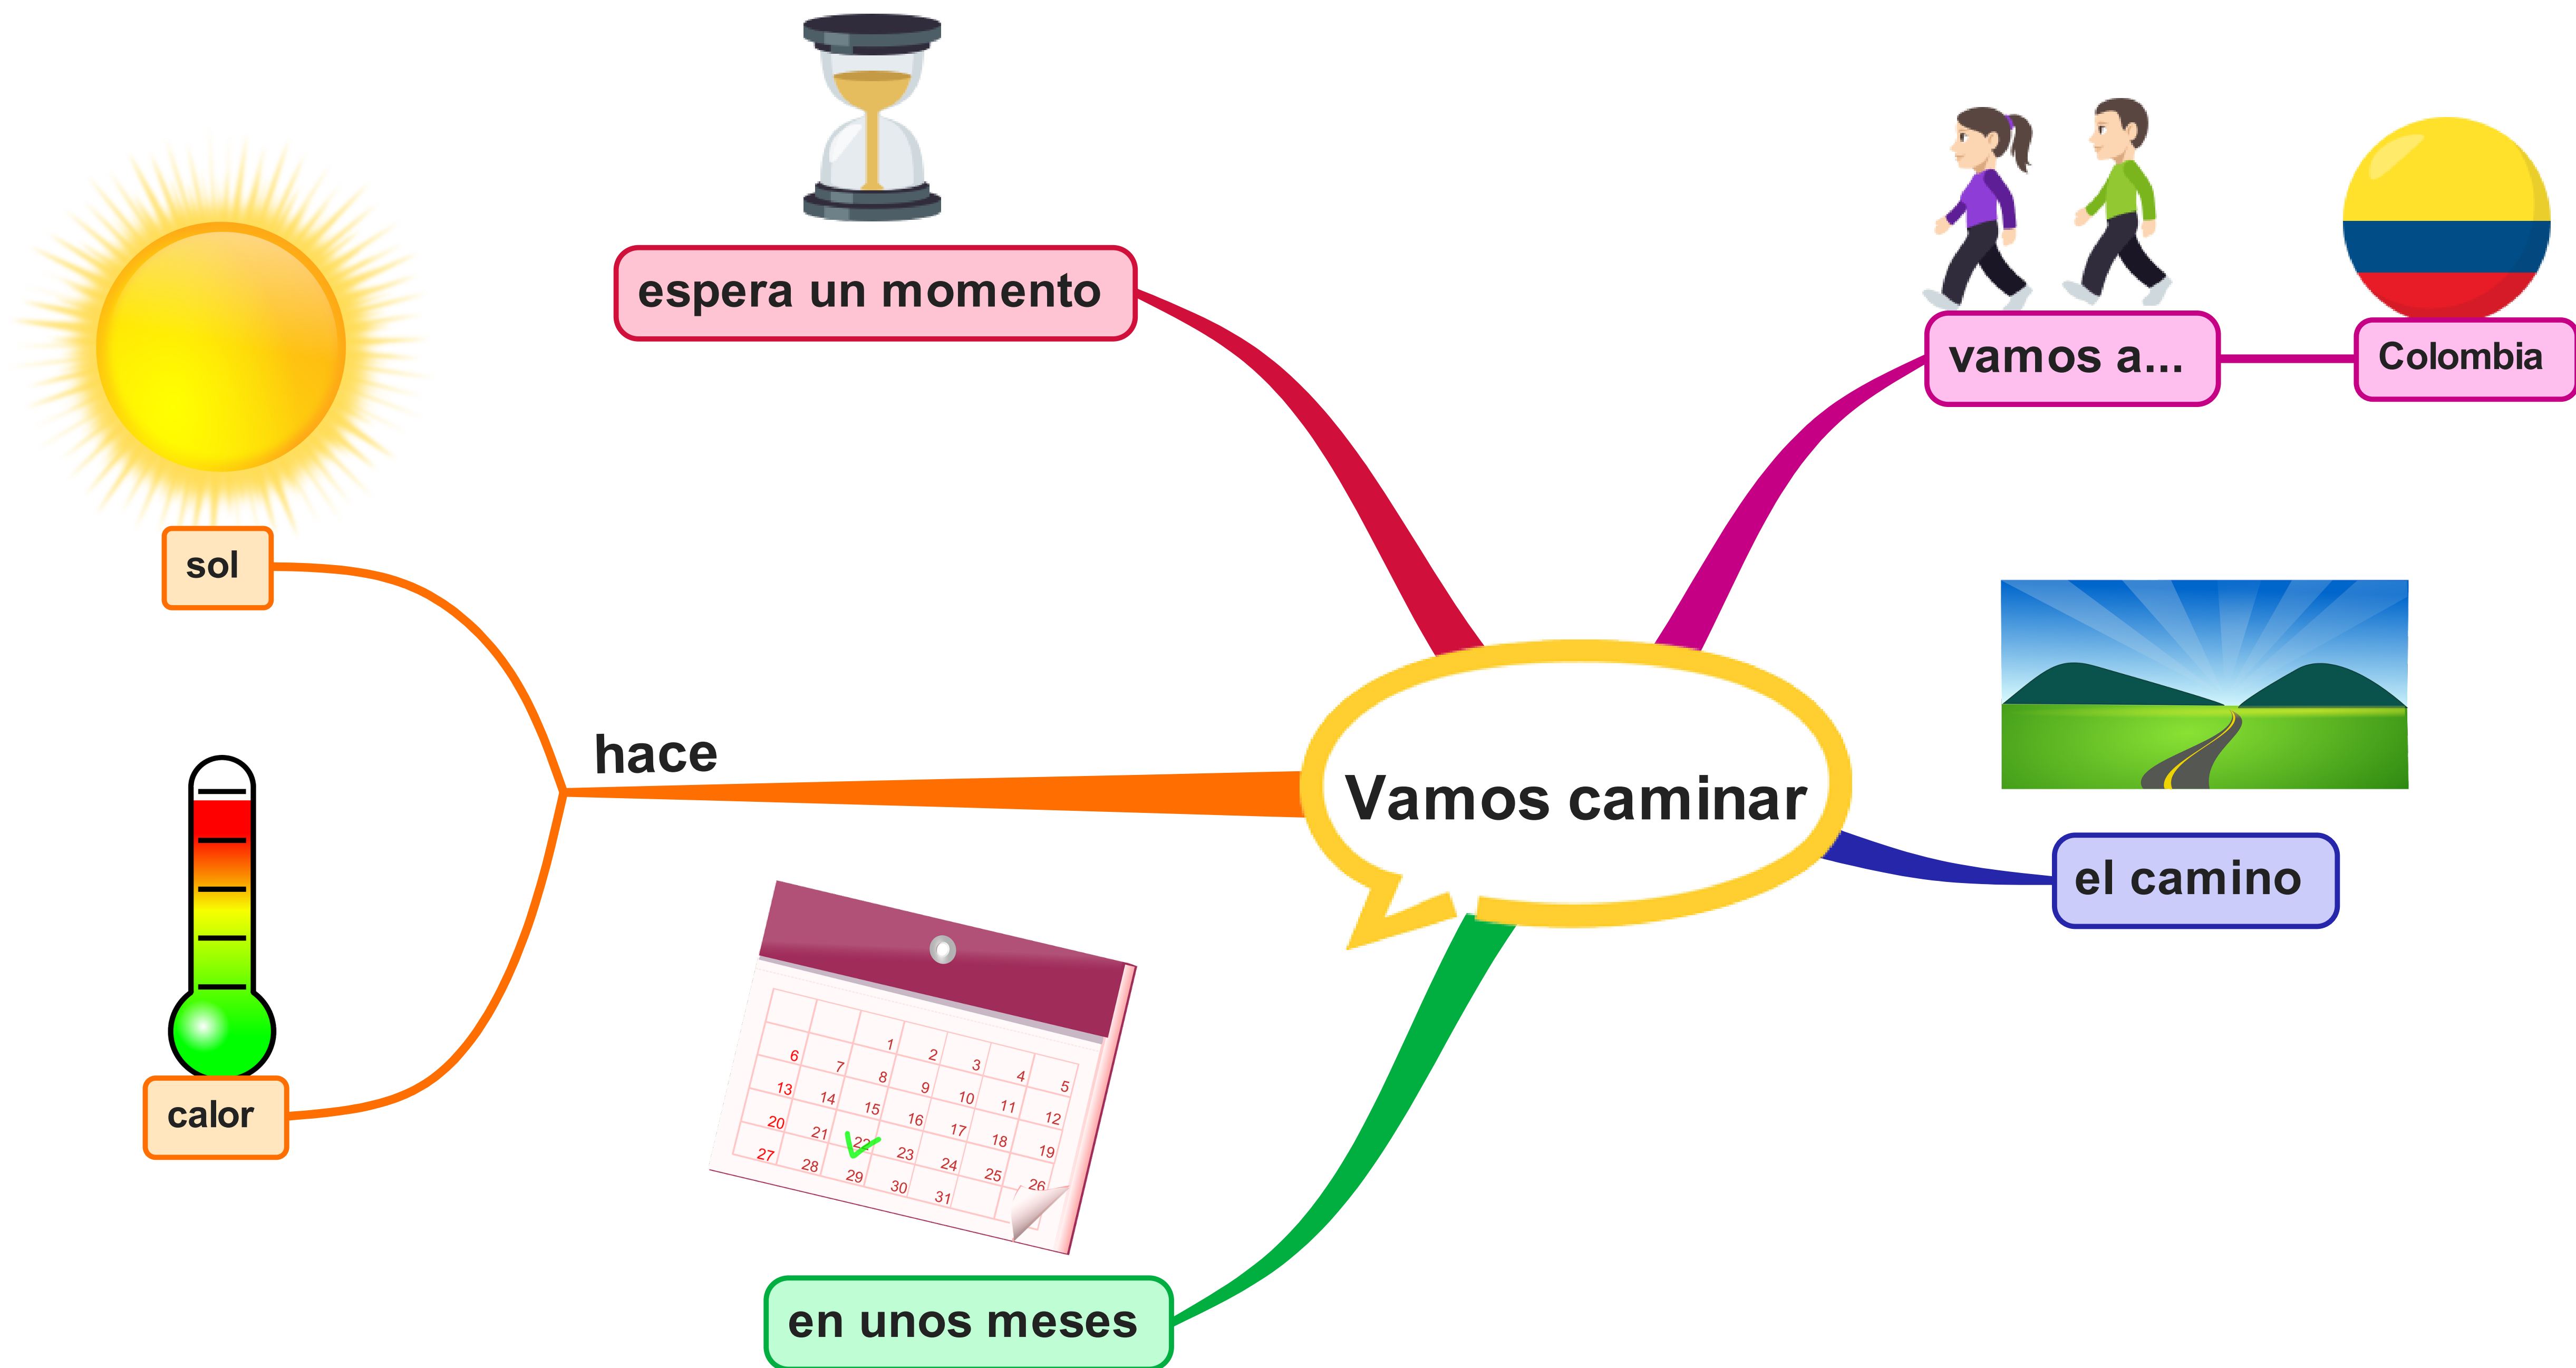 espera un momento
vamos a...
Colombia
sol
hace
Vamos caminar
el camino
calor
1 2 3 4 5
6 7 8 9 10 11 12
13 14 15 16 17 18 19
20 21 22 23 24 25 26
27 28 29 30 31
en unos meses